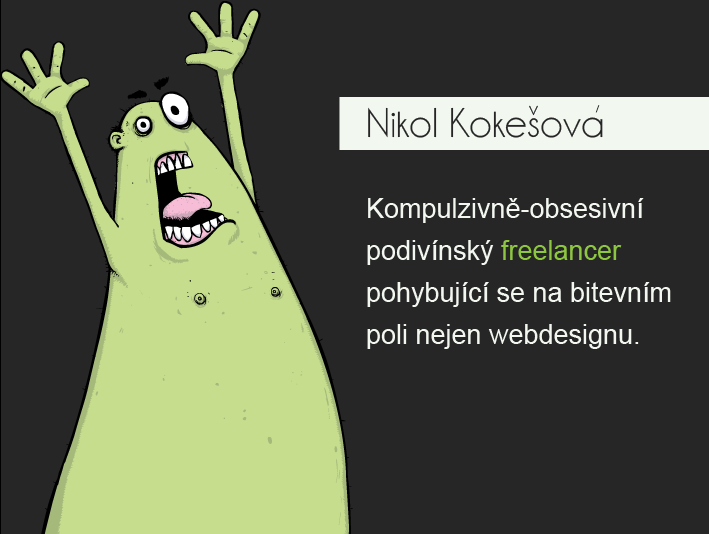 Nikol Kokešová
Kompulzivně-obsesivní
podivínský freelancer
pohybující se na bitevním
poli nejen webdesignu.